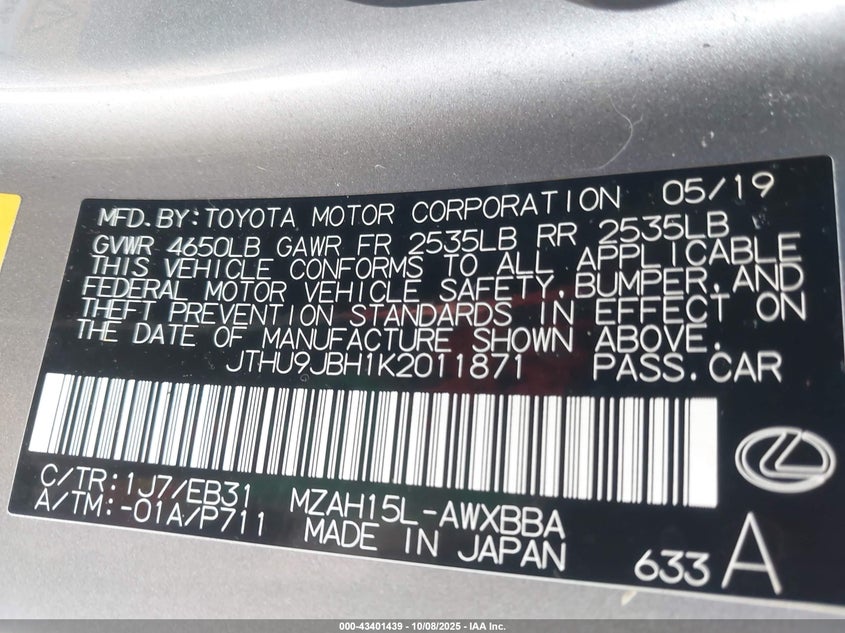 MFD.BY:TOYOTA MOTOR CORPORATION 05/19
GVWR 4650LB GAWR FR 2535LB RR 2535LB
THIS VEHICLE CONFORMS TO ALL APPLICABLE
FEDERAL MOTOR VEHICLE SAFETY,BUMPER,AND
THEFT PREVENTION STANDARDS IN EFFECT ON
THE DATE OF MANUFACTURE SHOWN ABOVE.
JTHU9JBH1K2011871 PASS.CAR
C/TR:1J7/EB31 MZAH15L-AWXBBA
A/TM:-01A/P711 MADE IN JAPAN 633 A
000-43401439 - 10/08/2025 - IAA Inc.